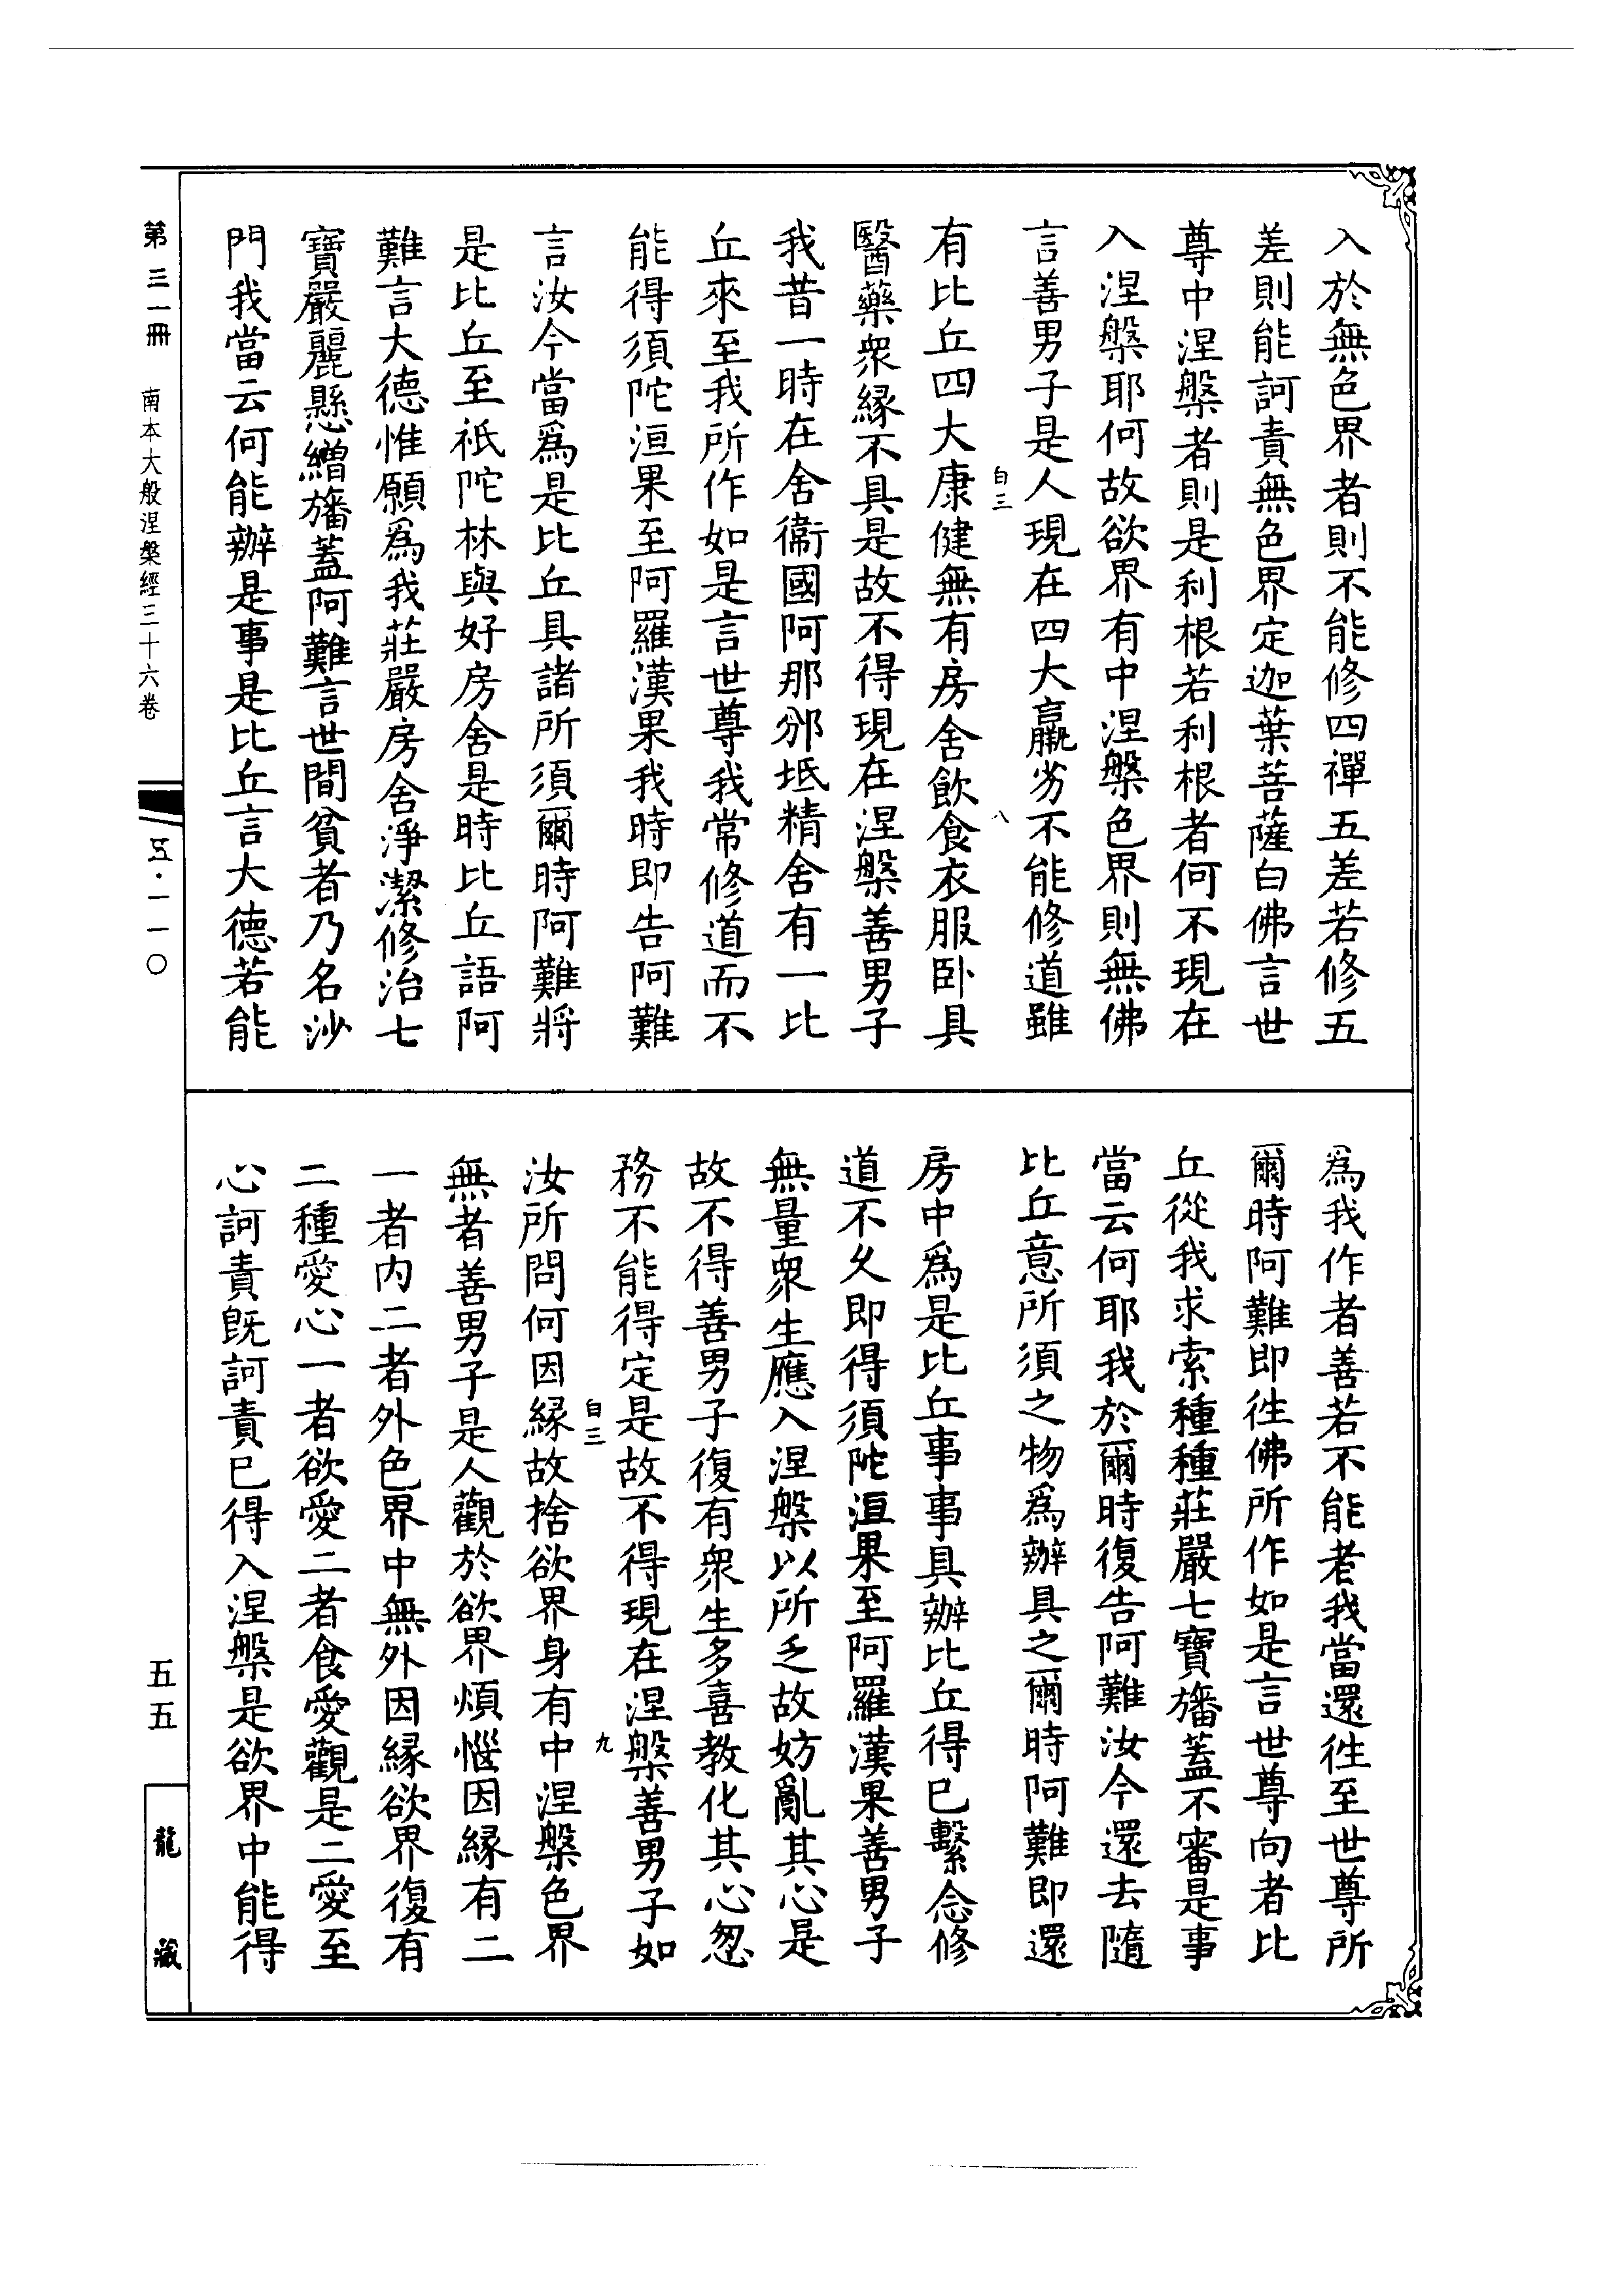 入於無色界者則不能修四禪五差若修五
差則能訶責無色界定迦葉菩薩白佛言世
尊中涅槃者則是利根若利根者何不現在
入涅槃耶何故欲界有中涅槃色界則無佛
言善男子是人現在四大羸劣不能修道雖
白三
八
有比丘四大康健無有房舍飲食衣服卧具
醫藥衆緣不具是故不得現在涅槃善男子
我昔一時在舍衞國阿那邠坻精舍有一比
丘來至我所作如是言世尊我常修道而不
能得須陀洹果至阿羅漢果我時即告阿難
言汝今當爲是比丘具諸所須爾時阿難將
是比丘至祇陀林與好房舍是時比丘語阿
難言大德惟願爲我莊嚴房舍淨潔修治七
寶嚴麗懸繒旛蓋阿難言世間貧者乃名沙
門我當云何能辦是事是比丘言大德若能
爲我作者善若不能者我當還往至世尊所
爾時阿難即往佛所作如是言世尊向者比
丘從我求索種種莊嚴七寶旛蓋不審是事
當云何耶我於爾時復告阿難汝今還去隨
比丘意所須之物爲辦具之爾時阿難即還
房中爲是比丘事事具辦比丘得已繫念修
道不久即得須陀洹果至阿羅漢果善男子
無量衆生應入涅槃以所乏故妨亂其心是
故不得善男子復有衆生多喜教化其心怱
務不能得定是故不得現在涅槃善男子如
白三
九
汝所問何因緣故捨欲界身有中涅槃色界
無者善男子是人觀於欲界煩惱因緣有二
一者内二者外色界中無外因緣欲界復有
二種愛心一者欲愛二者食愛觀是二愛至
心訶責既訶責已得入涅槃是欲界中能得
第三一冊
南本大般涅槃經三十六卷
五·一一〇
五五
龍藏